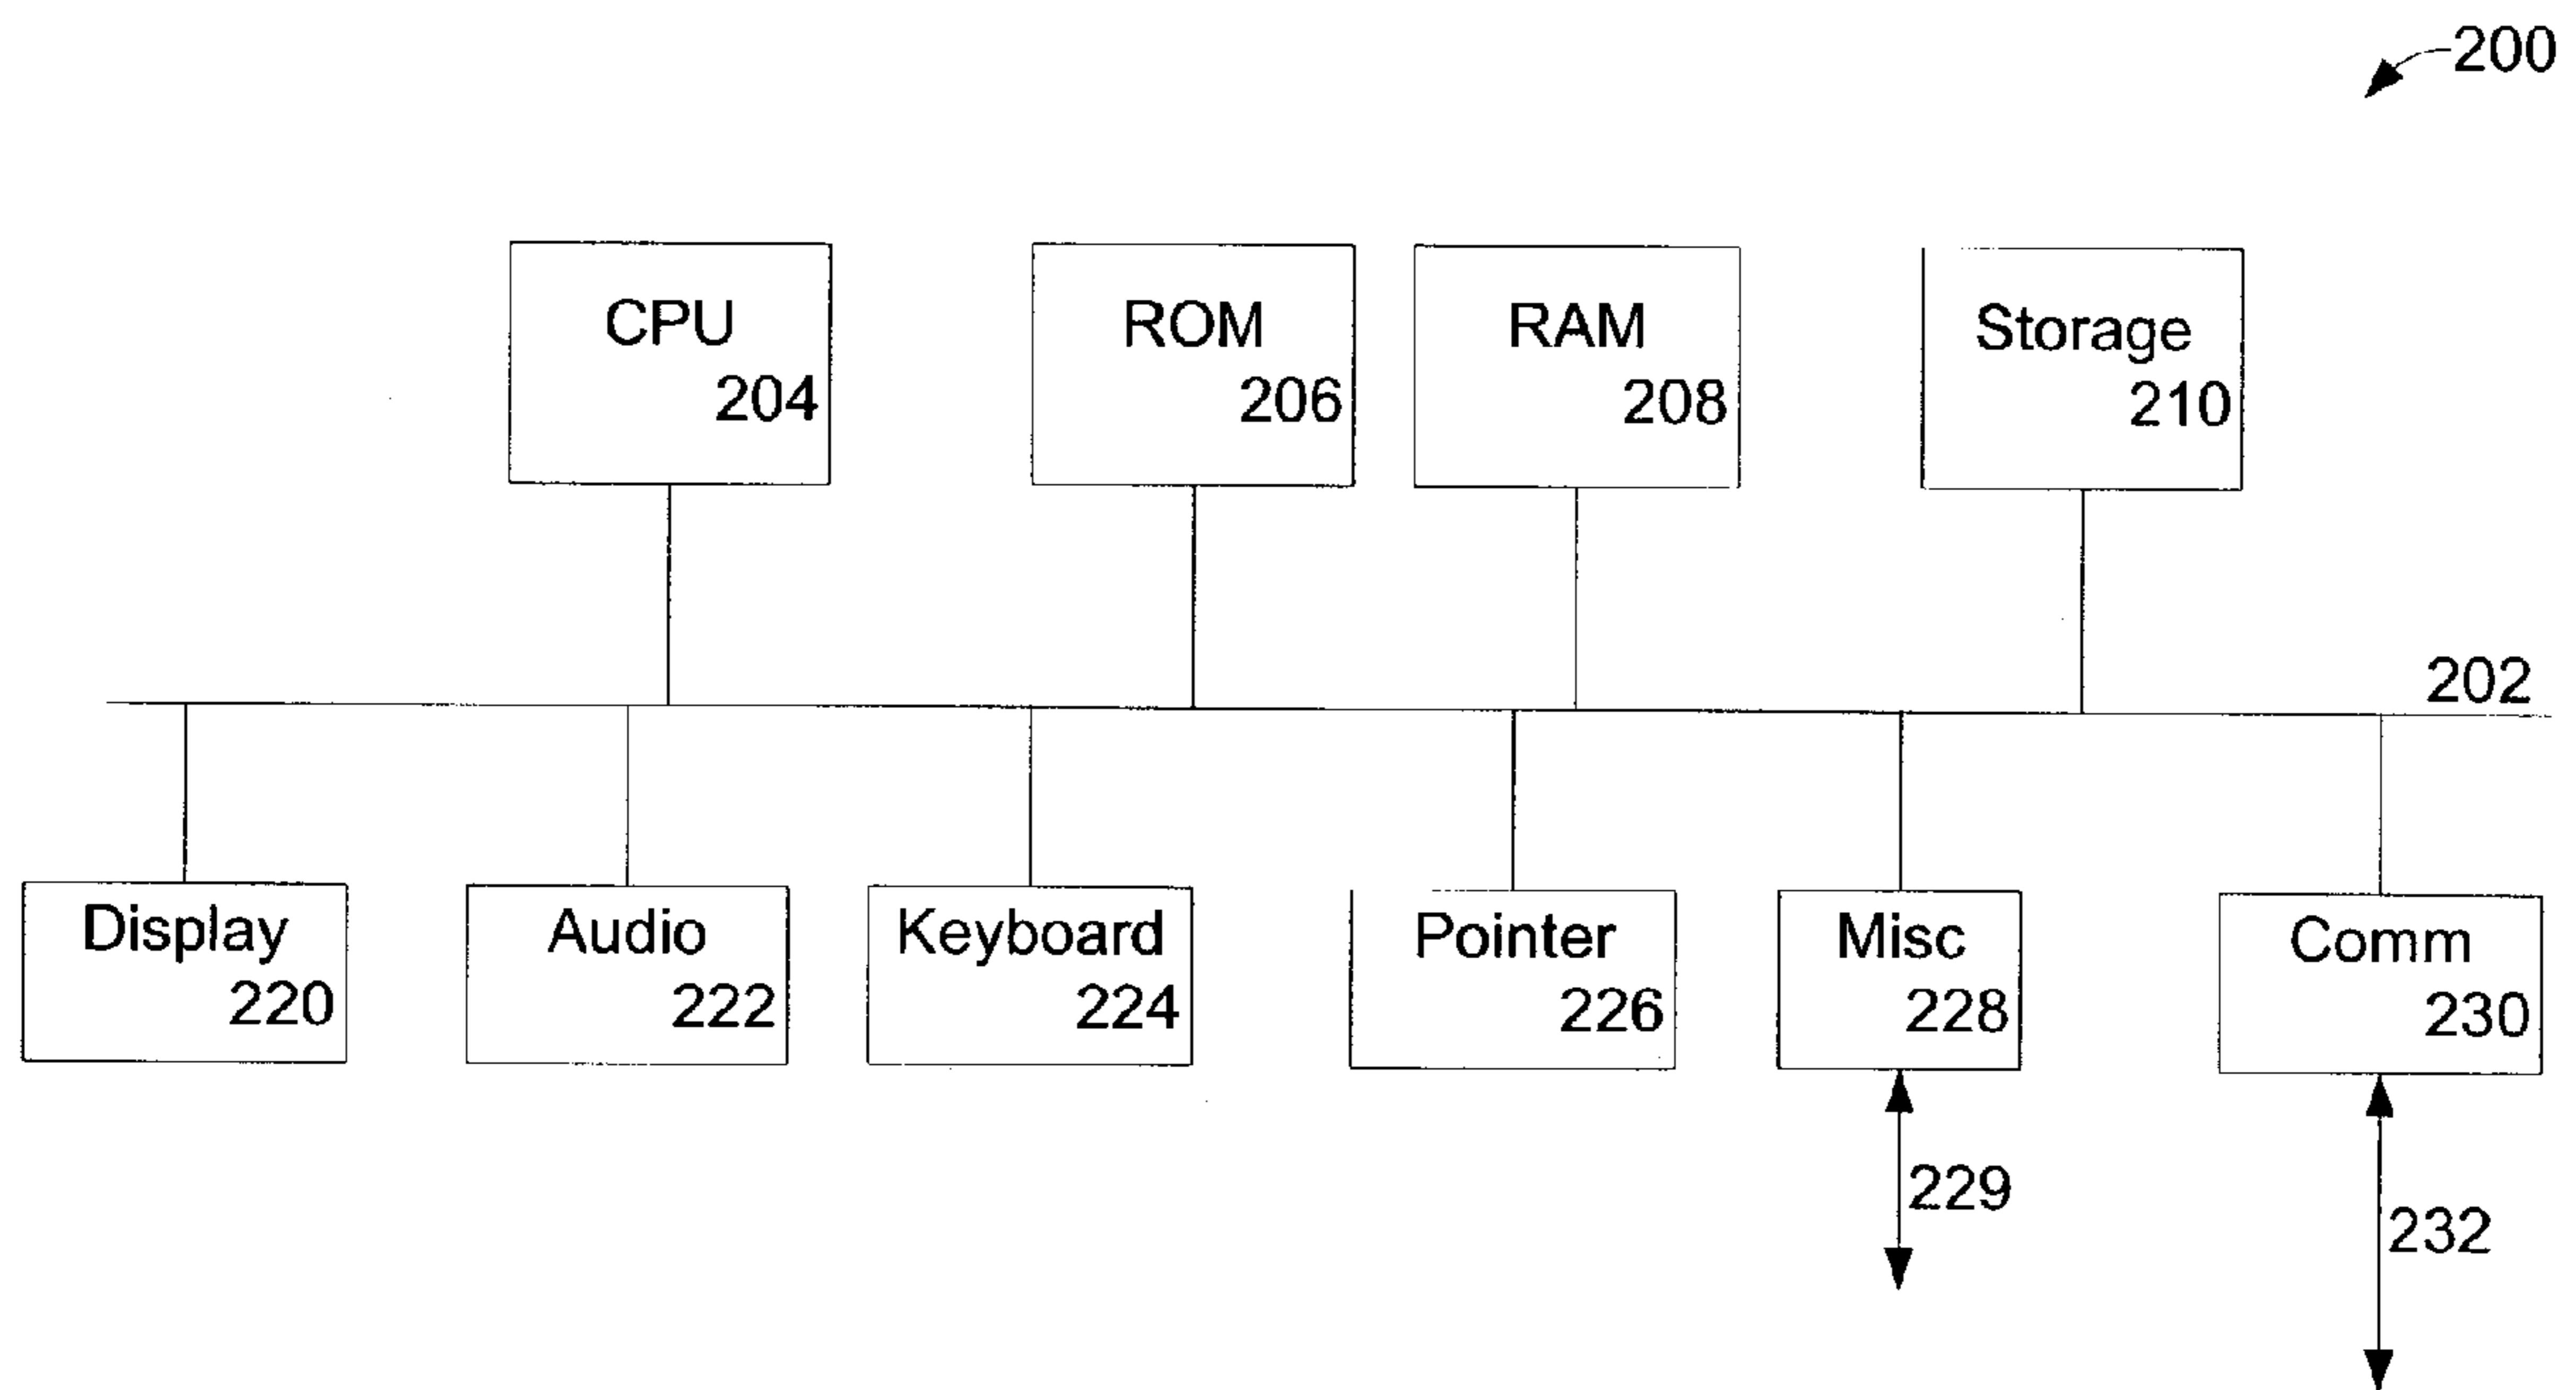 200
CPU
204
ROM
206
RAM
208
Storage
210
202
Display
220
Audio
222
Keyboard
224
Pointer
226
Misc
228
Comm
230
229
232